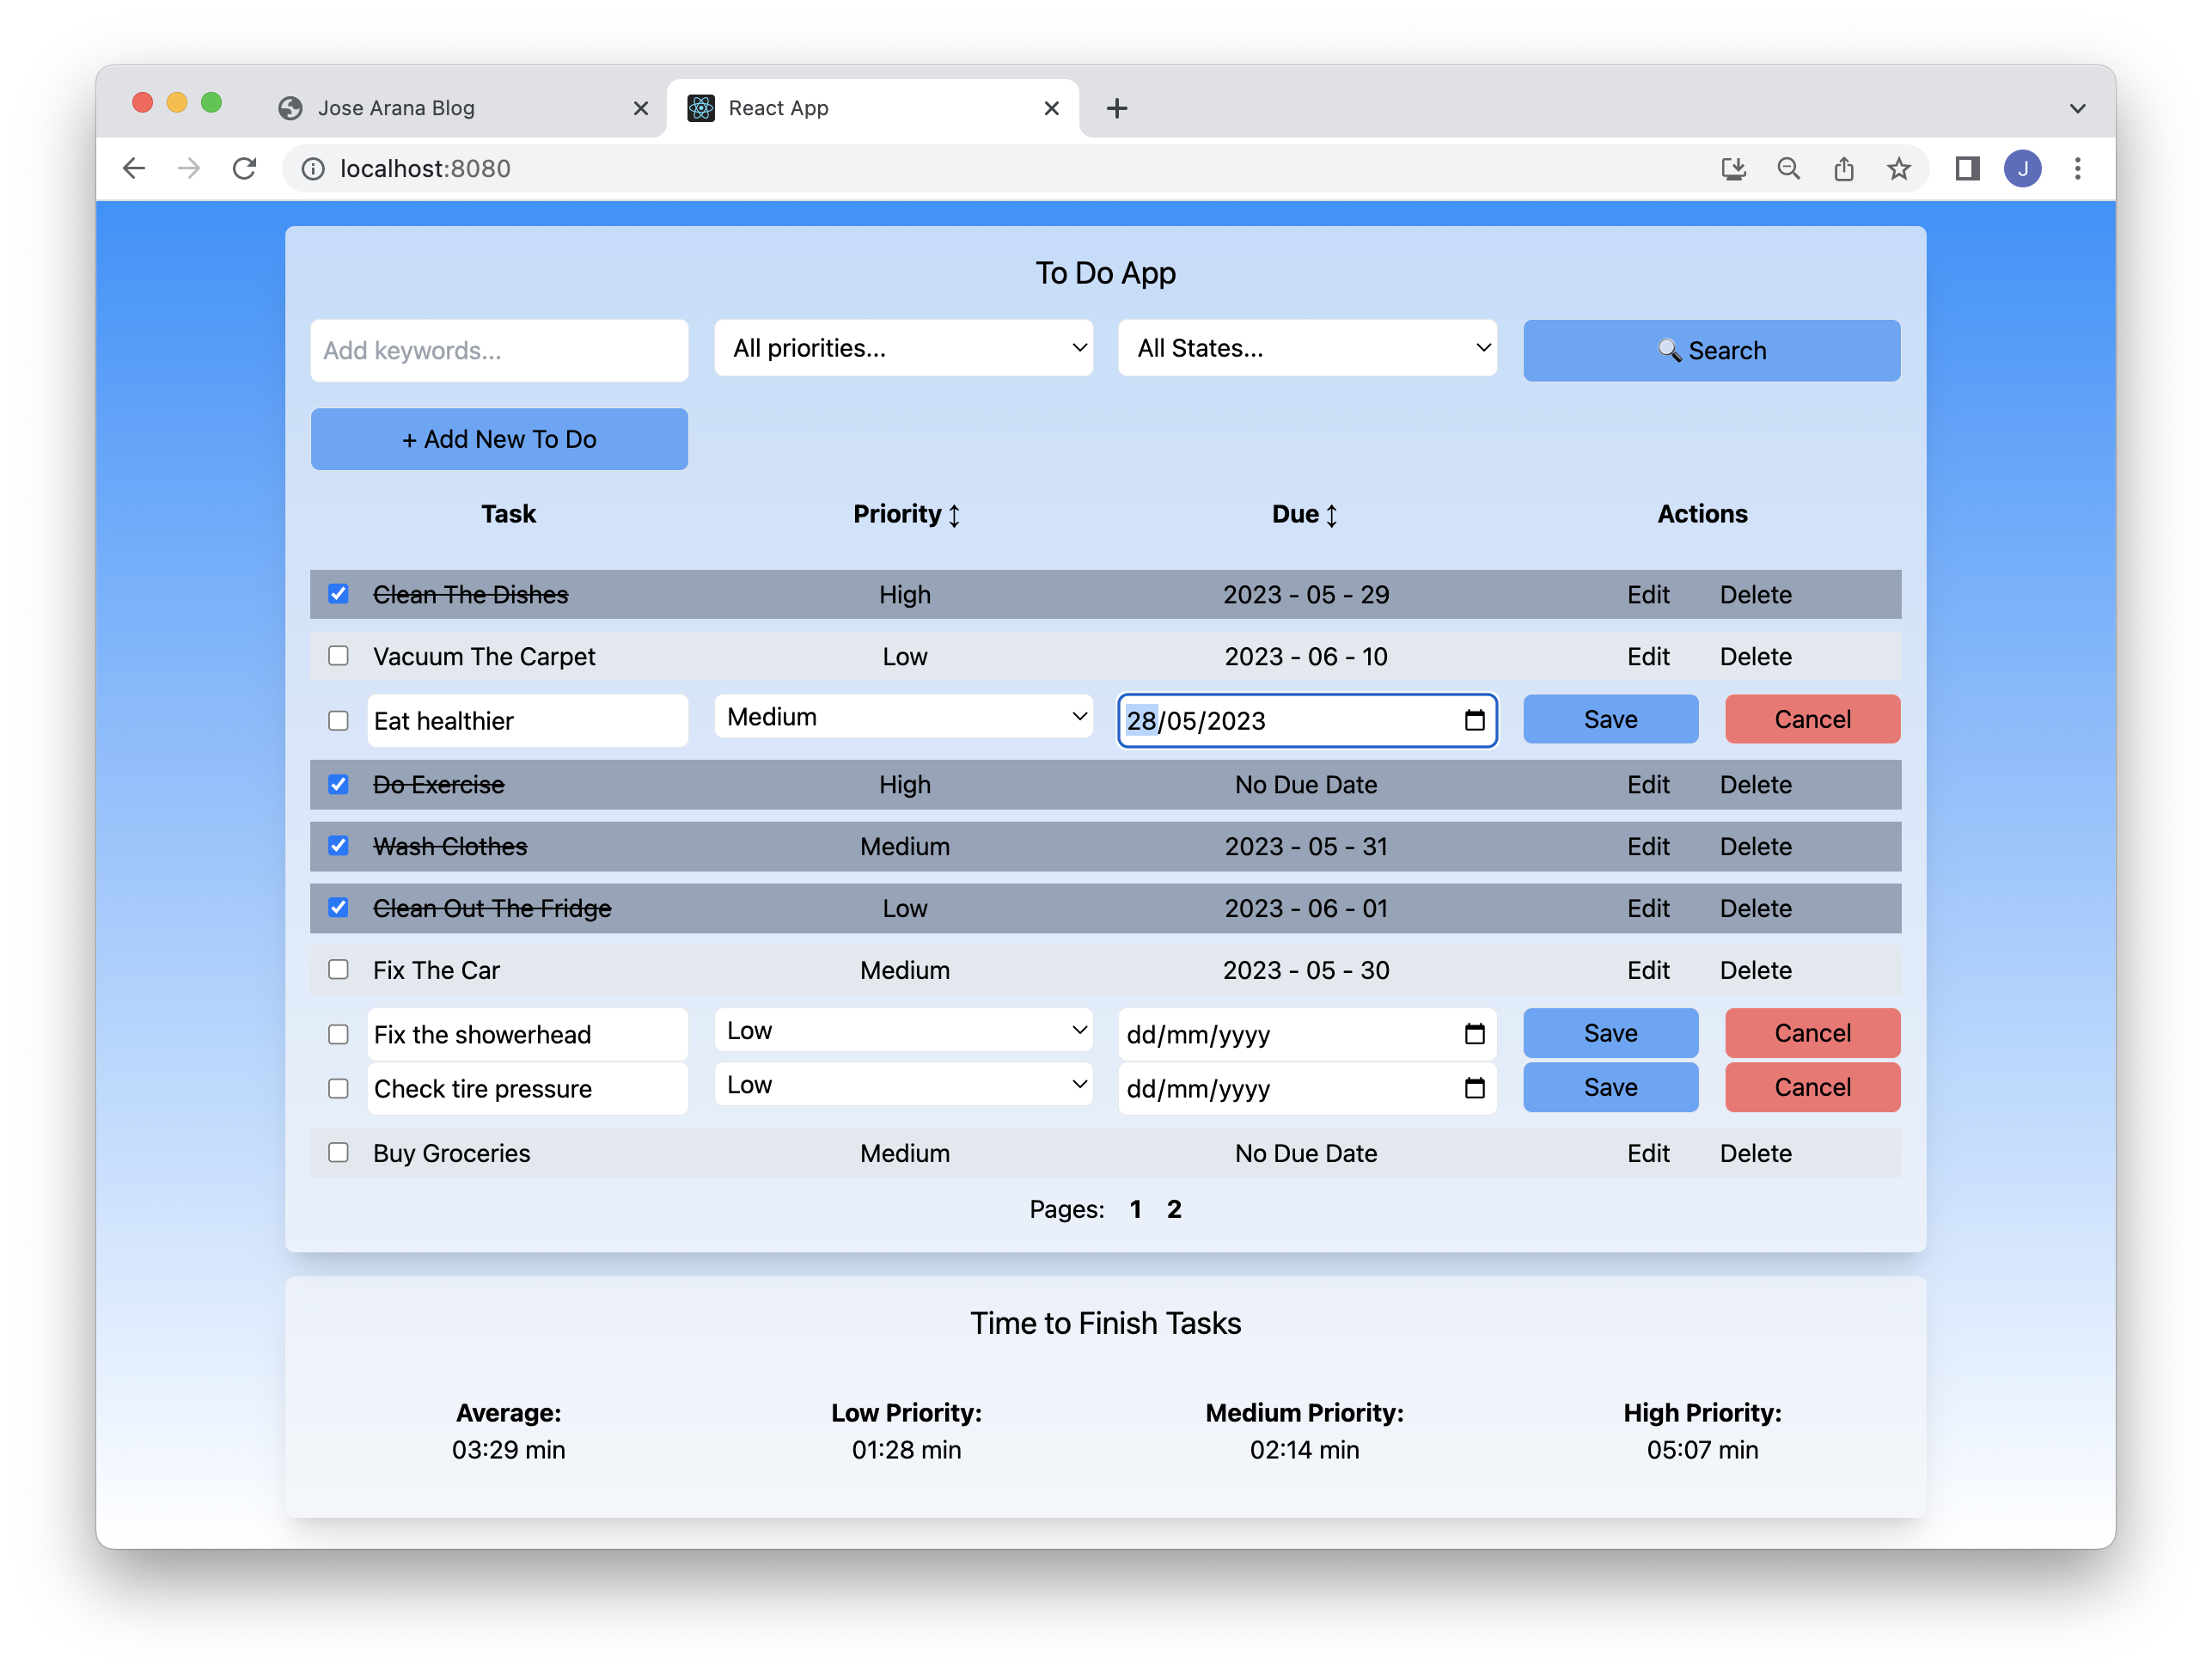 Jose Arana Blog React App
localhost:8080 J
To Do App
Add keywords... All priorities... All States... 🔍 Search
+ Add New To Do
Task Priority ↕ Due ↕ Actions
Clean The Dishes High 2023 - 05 - 29 Edit Delete
Vacuum The Carpet Low 2023 - 06 - 10 Edit Delete
Eat healthier Medium 28/05/2023 Save Cancel
Do Exercise High No Due Date Edit Delete
Wash Clothes Medium 2023 - 05 - 31 Edit Delete
Clean Out The Fridge Low 2023 - 06 - 01 Edit Delete
Fix The Car Medium 2023 - 05 - 30 Edit Delete
Fix the showerhead Low dd/mm/yyyy Save Cancel
Check tire pressure Low dd/mm/yyyy Save Cancel
Buy Groceries Medium No Due Date Edit Delete
Pages: 1 2
Time to Finish Tasks
Average: Low Priority: Medium Priority: High Priority:
03:29 min 01:28 min 02:14 min 05:07 min